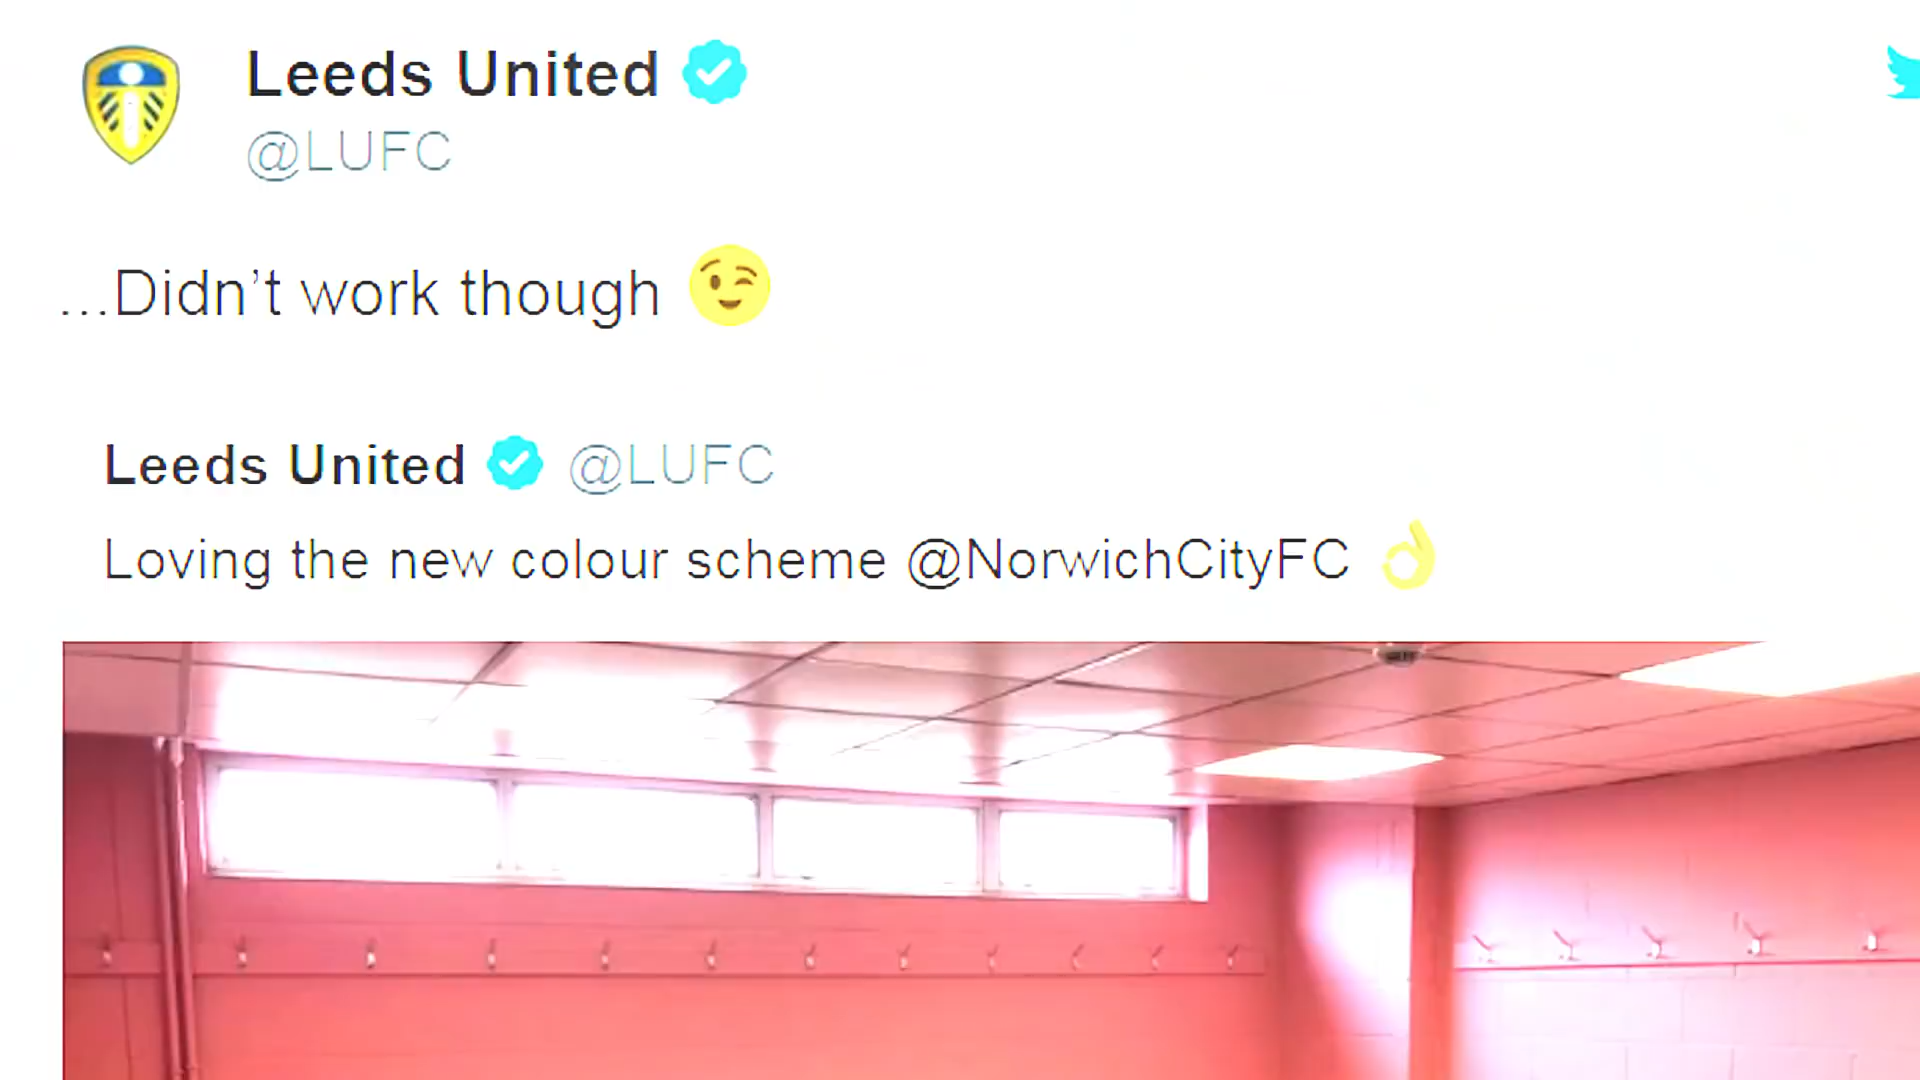 Leeds United
@LUFC
...Didn't work though 😉
Leeds United @LUFC
Loving the new colour scheme @NorwichCityFC 👌